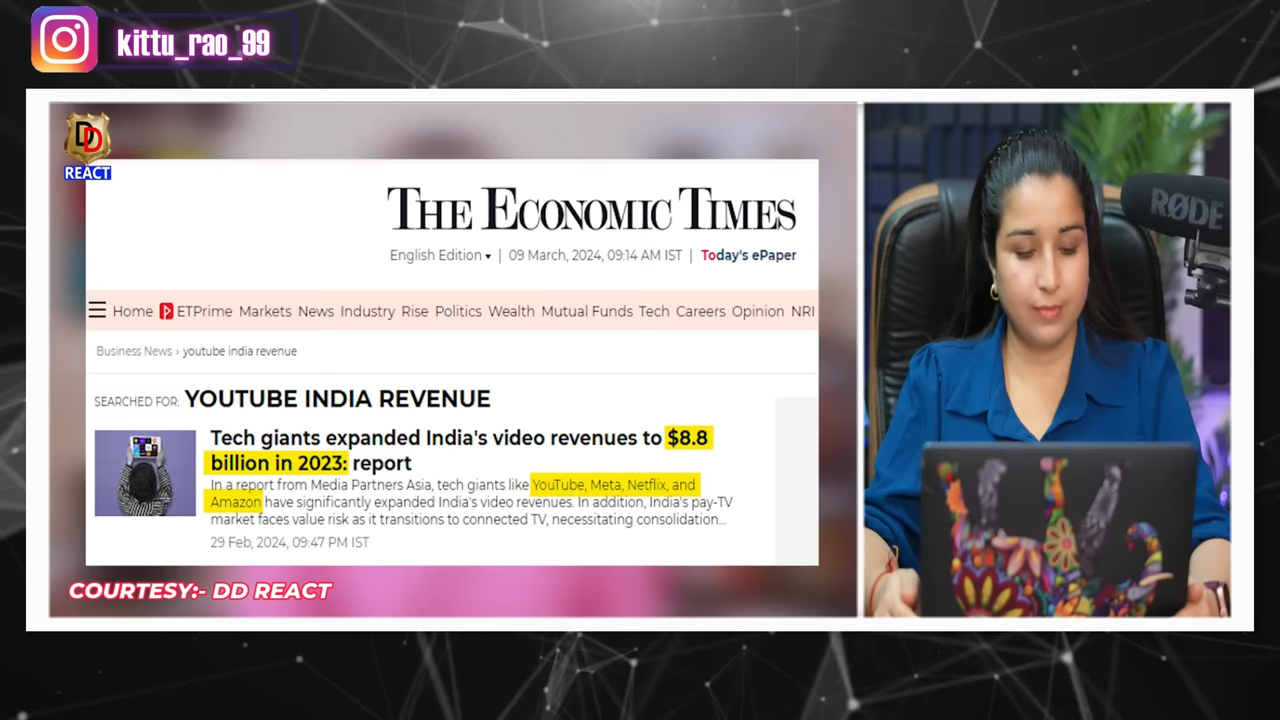 kittu_rao_99
DD
REACT
THE ECONOMIC TIMES
English Edition ▾ | 09 March, 2024, 09:14 AM IST | Today's ePaper
Home ETPrime Markets News Industry Rise Politics Wealth Mutual Funds Tech Careers Opinion NRI
Business News › youtube india revenue
SEARCHED FOR: YOUTUBE INDIA REVENUE
Tech giants expanded India's video revenues to $8.8
billion in 2023: report
In a report from Media Partners Asia, tech giants like YouTube, Meta, Netflix, and
Amazon have significantly expanded India's video revenues. In addition, India's pay-TV
market faces value risk as it transitions to connected TV, necessitating consolidation...
29 Feb, 2024, 09:47 PM IST
COURTESY:- DD REACT
RØDE